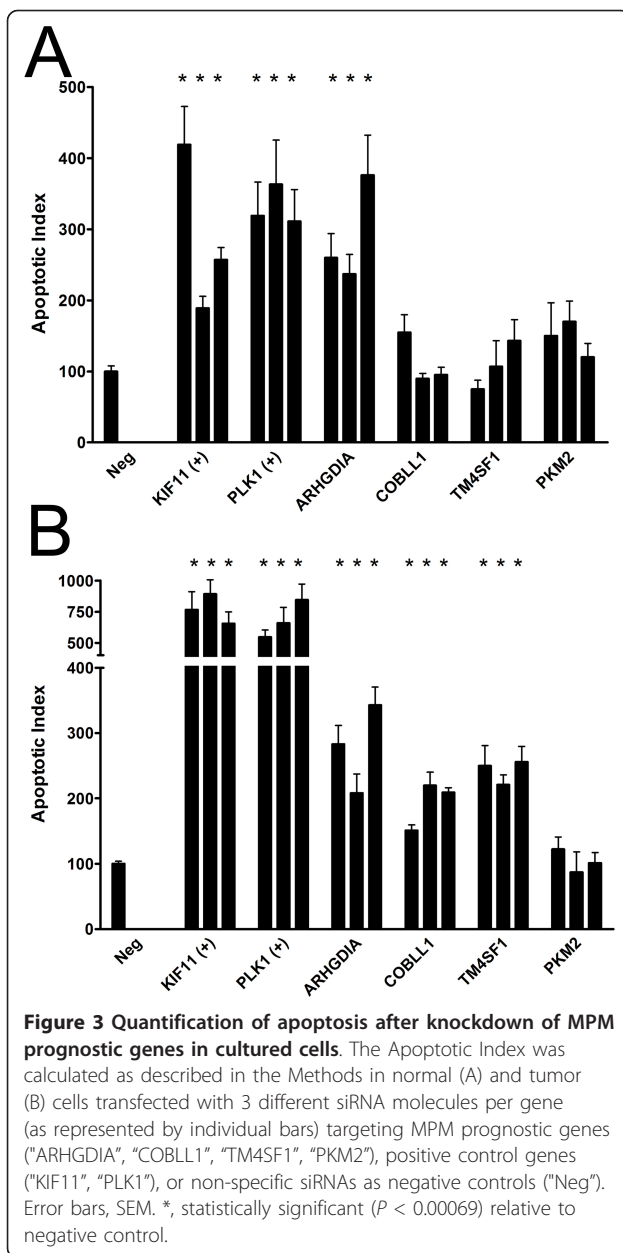 A
* * * * * * * * *
500
400
300
200
100
0
Apoptotic Index
Neg
KIF11 (+)
PLK1 (+)
ARHGDIA
COBLL1
TM4SF1
PKM2
B
* * * * * * * * * * * * * * *
1000
750
500
400
300
200
100
0
Apoptotic Index
Neg
KIF11 (+)
PLK1 (+)
ARHGDIA
COBLL1
TM4SF1
PKM2
Figure 3 Quantification of apoptosis after knockdown of MPM
prognostic genes in cultured cells. The Apoptotic Index was
calculated as described in the Methods in normal (A) and tumor
(B) cells transfected with 3 different siRNA molecules per gene
(as represented by individual bars) targeting MPM prognostic genes
("ARHGDIA", "COBLL1", "TM4SF1", "PKM2"), positive control genes
("KIF11", "PLK1"), or non-specific siRNAs as negative controls ("Neg").
Error bars, SEM. *, statistically significant (P < 0.00069) relative to
negative control.